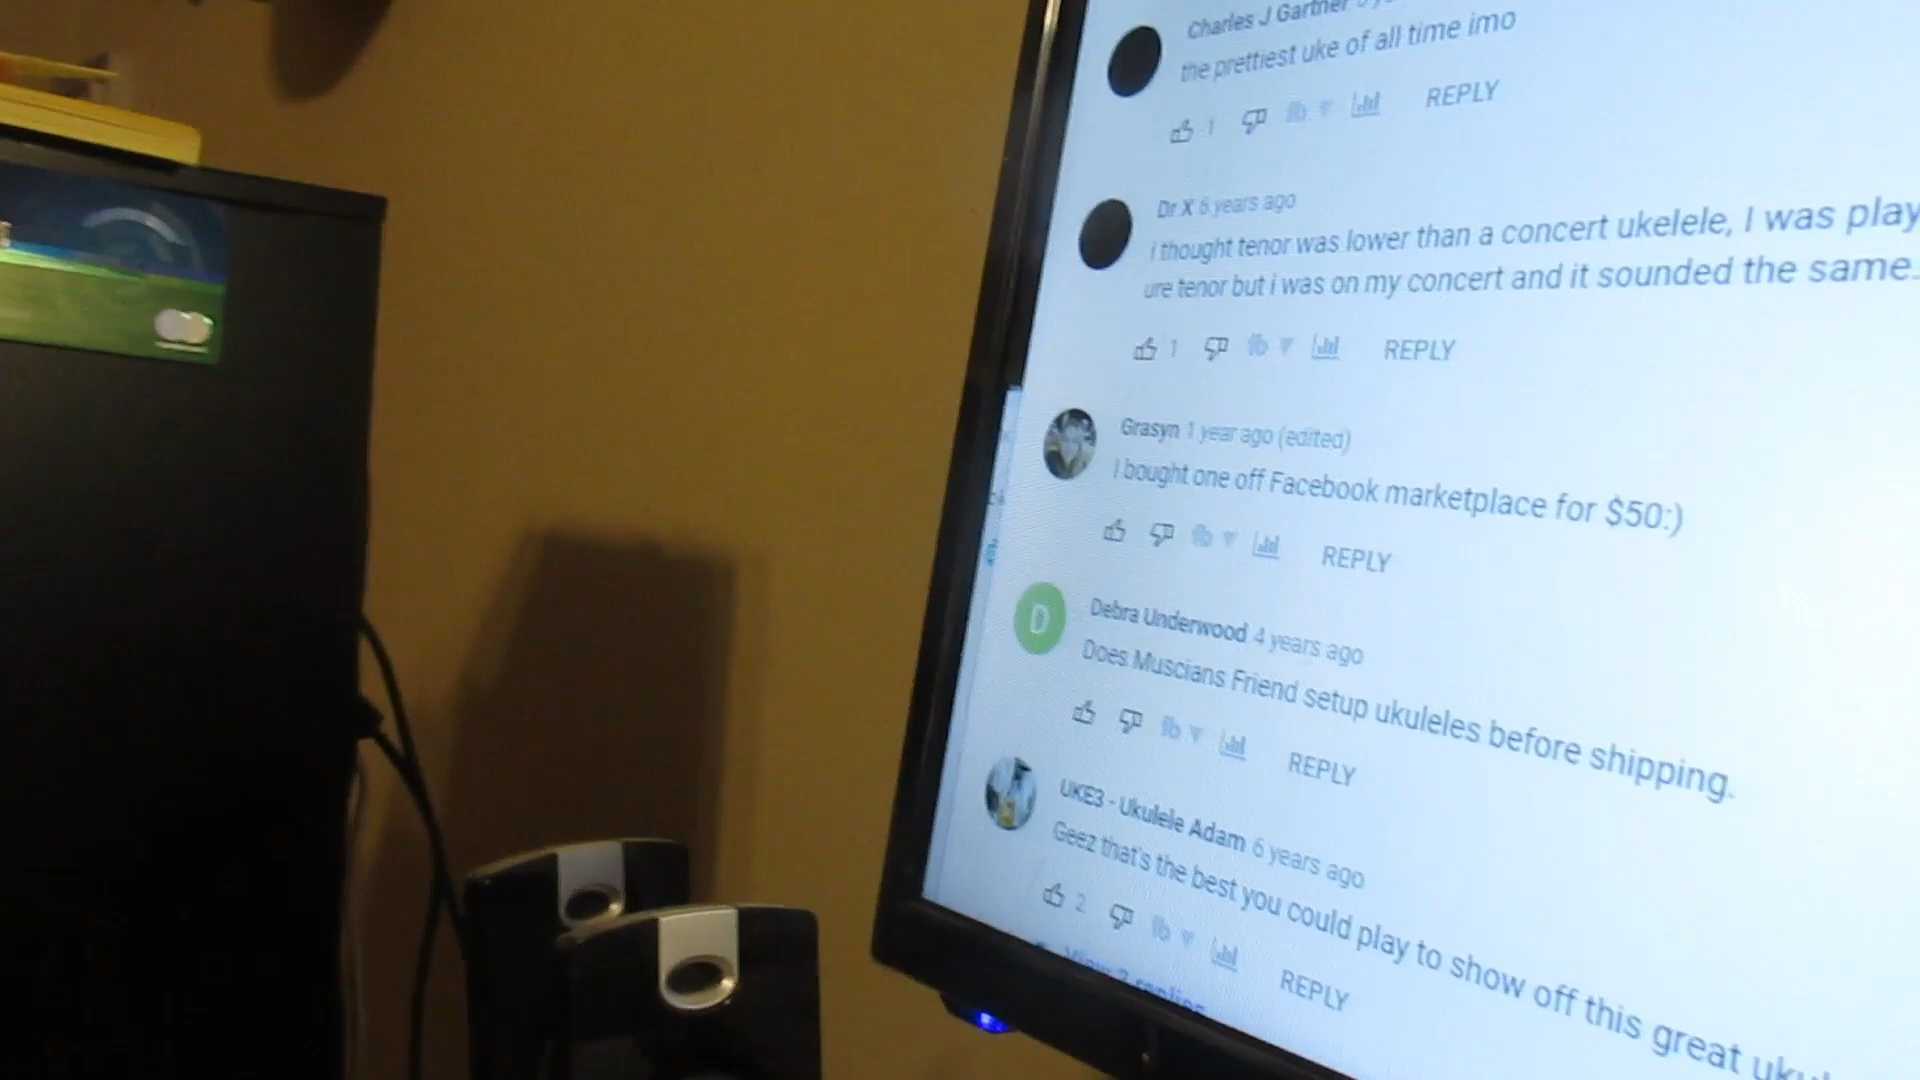 Charles J Gartner
the prettiest uke of all time imo
1 REPLY
Dr X 6 years ago
i thought tenor was lower than a concert ukelele, I was play
ure tenor but i was on my concert and it sounded the same.
1 REPLY
Grasyn 1 year ago (edited)
I bought one off Facebook marketplace for $50:)
REPLY
D
Debra Underwood 4 years ago
Does Muscians Friend setup ukuleles before shipping.
REPLY
UKE3 - Ukulele Adam 6 years ago
Geez that's the best you could play to show off this great uku
2 REPLY
View replies